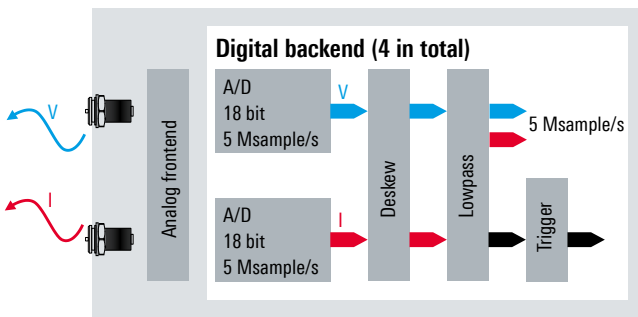 Digital backend (4 in total)
V
Analog frontend
A/D
18 bit
5 Msample/s
V
Deskew
Lowpass
5 Msample/s
I
A/D
18 bit
5 Msample/s
I
Trigger